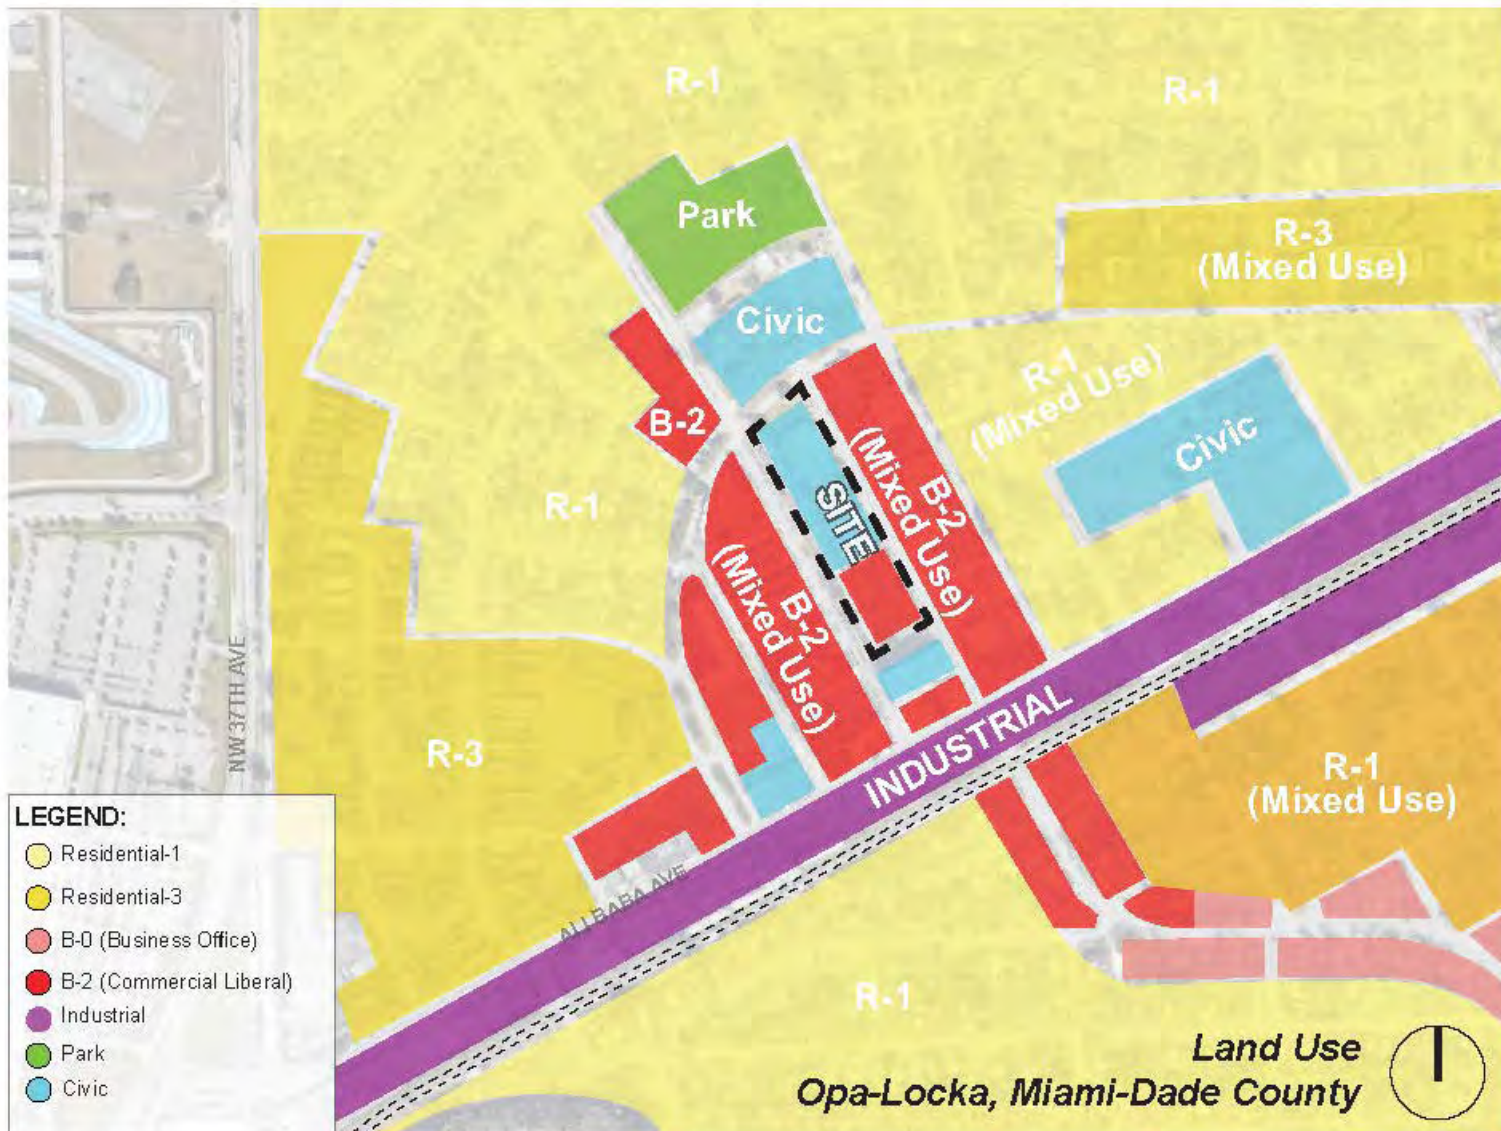 R-1
R-1
Park
R-3
(Mixed Use)
Civic
R-1
(Mixed Use)
B-2
Civic
B-2
(Mixed Use)
SITE
R-1
B-2
(Mixed Use)
NW 37TH AVE
INDUSTRIAL
R-3
R-1
(Mixed Use)
ALI BABA AVE
R-1
LEGEND:
Residential-1
Residential-3
B-0 (Business Office)
B-2 (Commercial Liberal)
Industrial
Park
Civic
Land Use
Opa-Locka, Miami-Dade County